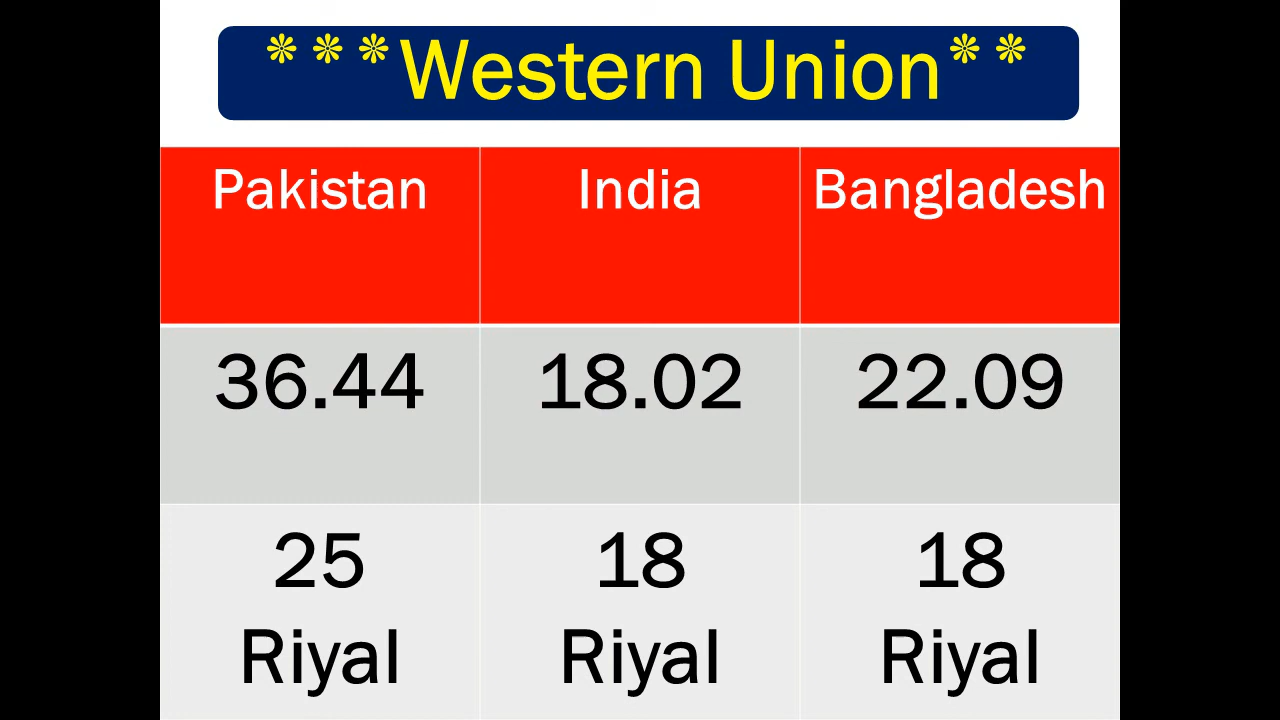 ***Western Union**
Pakistan India Bangladesh
36.44 18.02 22.09
25 18 18
Riyal Riyal Riyal